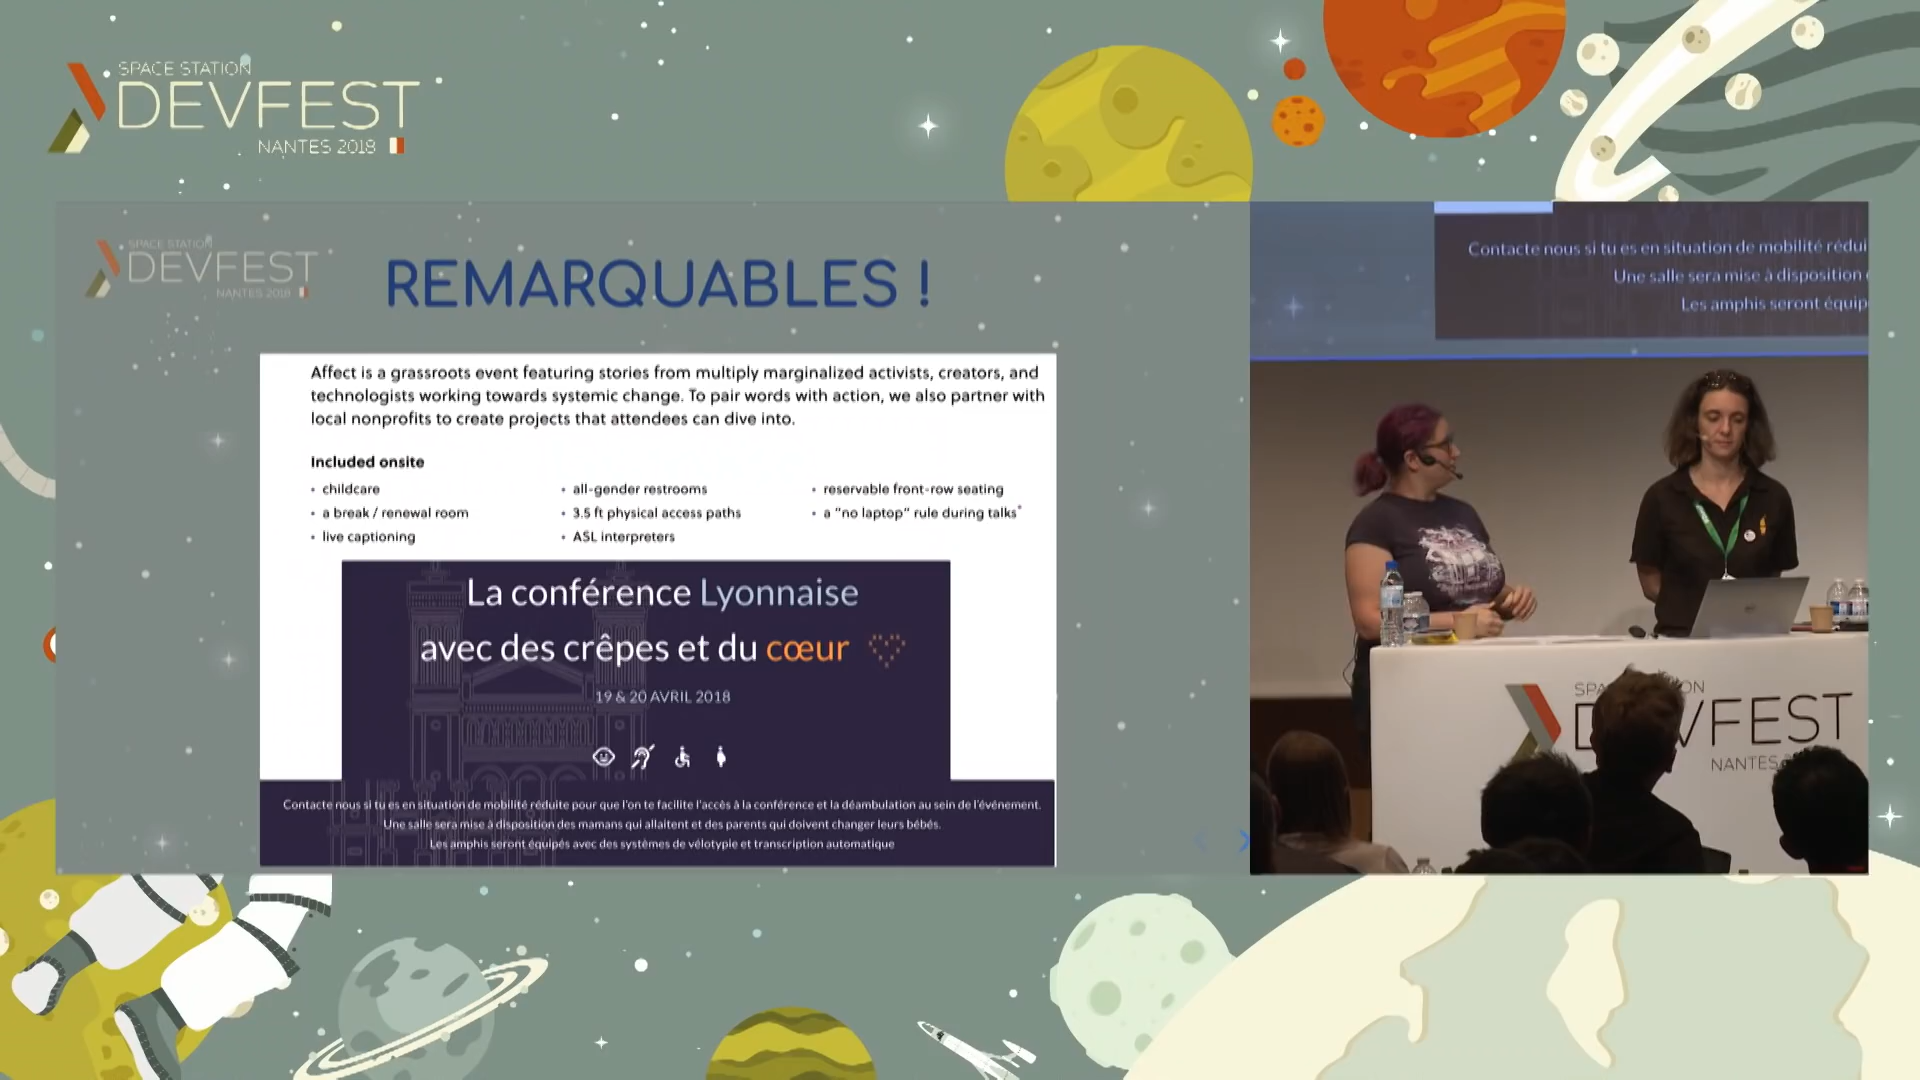 SPACE STATION
DEVFEST
NANTES 2018
SPACE STATION
DEVFEST
NANTES 2018
REMARQUABLES !
Affect is a grassroots event featuring stories from multiply marginalized activists, creators, and
technologists working towards systemic change. To pair words with action, we also partner with
local nonprofits to create projects that attendees can dive into.
Included onsite
• childcare
• a break / renewal room
• live captioning
• all-gender restrooms
• 3.5 ft physical access paths
• ASL interpreters
• reservable front-row seating
• a "no laptop" rule during talks*
La conférence Lyonnaise
avec des crêpes et du cœur
19 & 20 AVRIL 2018
Contacte nous si tu es en situation de mobilité réduite pour que l'on te facilite l'accès à la conférence et la déambulation au sein de l'événement.
Une salle sera mise à disposition des mamans qui allaitent et des parents qui doivent changer leurs bébés.
Les amphis seront équipés avec des systèmes de vélotypie et transcription automatique
Contacte nous si tu es en situation de mobilité rédui
Une salle sera mise à disposition
Les amphis seront équip
DEVFEST
NANTES